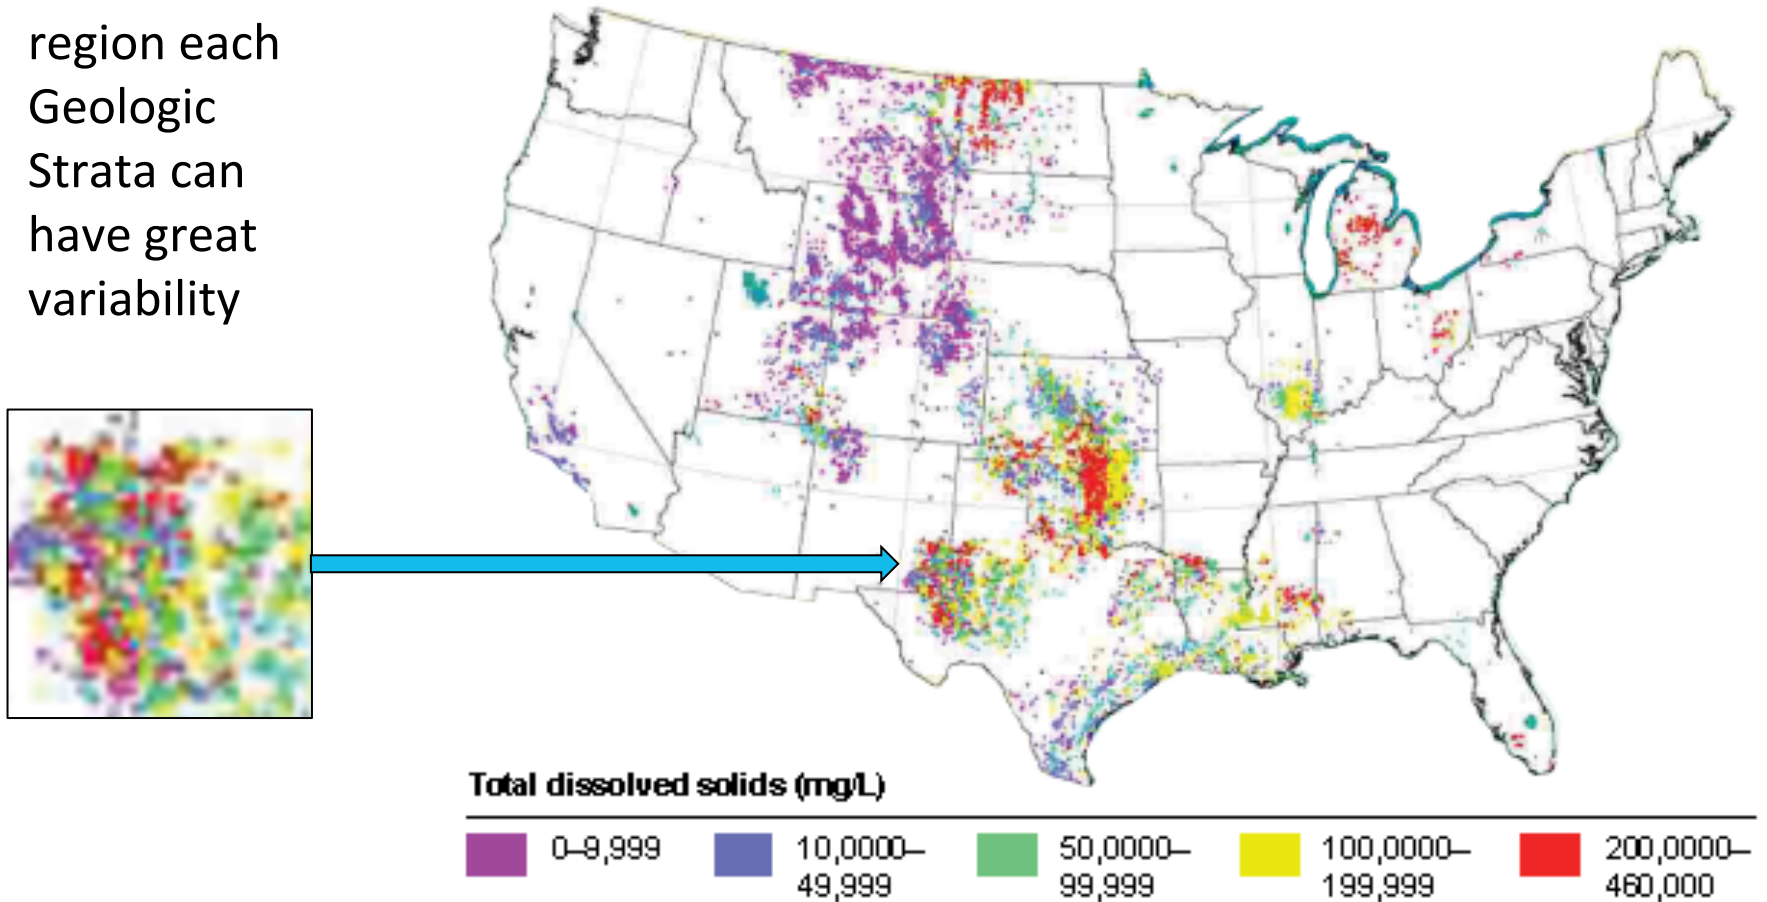 region each
Geologic
Strata can
have great
variability
Total dissolved solids (mg/L)
0–9,999
10,0000–
49,999
50,0000–
99,999
100,0000–
199,999
200,0000–
460,000